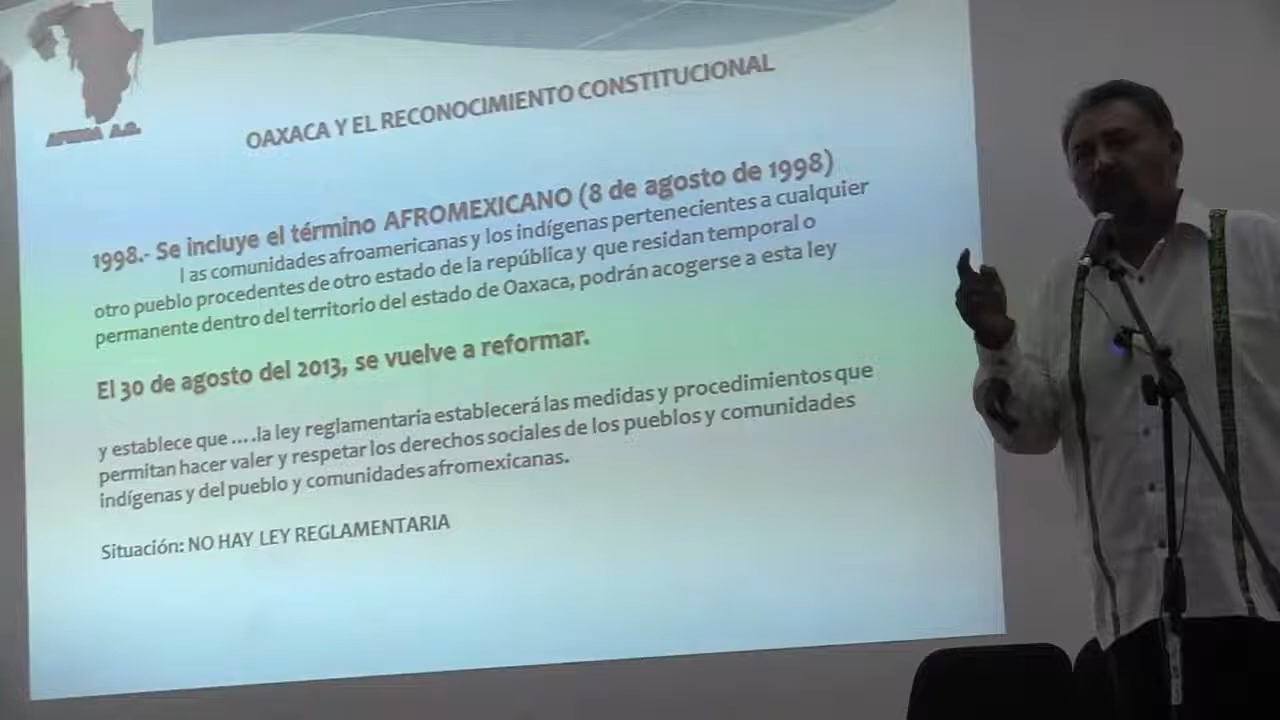 AFRICA A.C.
OAXACA Y EL RECONOCIMIENTO CONSTITUCIONAL
1998.- Se incluye el término AFROMEXICANO (8 de agosto de 1998)
las comunidades afroamericanas y los indígenas pertenecientes a cualquier
otro pueblo procedentes de otro estado de la república y que residan temporal o
permanente dentro del territorio del estado de Oaxaca, podrán acogerse a esta ley
El 30 de agosto del 2013, se vuelve a reformar.
y establece que ....la ley reglamentaria establecerá las medidas y procedimientos que
permitan hacer valer y respetar los derechos sociales de los pueblos y comunidades
indígenas y del pueblo y comunidades afromexicanas.
Situación: NO HAY LEY REGLAMENTARIA